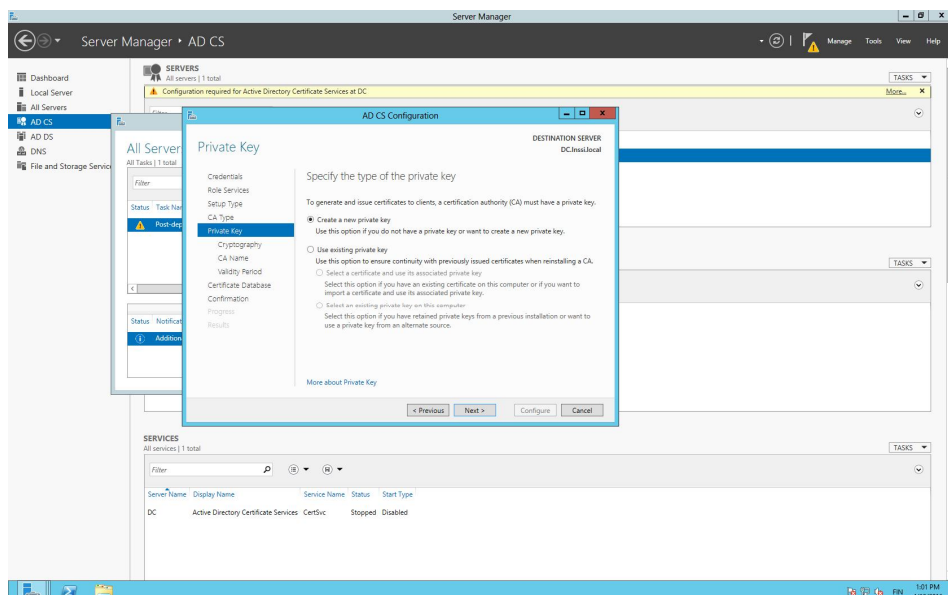 Server Manager
Server Manager • AD CS
Manage Tools View Help
Dashboard
Local Server
All Servers
AD CS
AD DS
DNS
File and Storage Service
SERVERS
All servers | 1 total
TASKS
Configuration required for Active Directory Certificate Services at DC
More...
Filter
All Server
All Tasks | 1 total
Filter
Status Task Nam
Post-dep
Status Notificat
Addition
AD CS Configuration
Private Key
DESTINATION SERVER
DC.Inssi.local
Credentials
Role Services
Setup Type
CA Type
Private Key
Cryptography
CA Name
Validity Period
Certificate Database
Confirmation
Progress
Results
Specify the type of the private key
To generate and issue certificates to clients, a certification authority (CA) must have a private key.
Create a new private key
Use this option if you do not have a private key or want to create a new private key.
Use existing private key
Use this option to ensure continuity with previously issued certificates when reinstalling a CA.
Select a certificate and use its associated private key
Select this option if you have an existing certificate on this computer or if you want to
import a certificate and use its associated private key.
Select an existing private key on this computer
Select this option if you have retained private keys from a previous installation or want to
use a private key from an alternate source.
More about Private Key
< Previous Next > Configure Cancel
TASKS
SERVICES
All services | 1 total
TASKS
Filter
Server Name Display Name Service Name Status Start Type
DC Active Directory Certificate Services CertSvc Stopped Disabled
FIN 1:01 PM